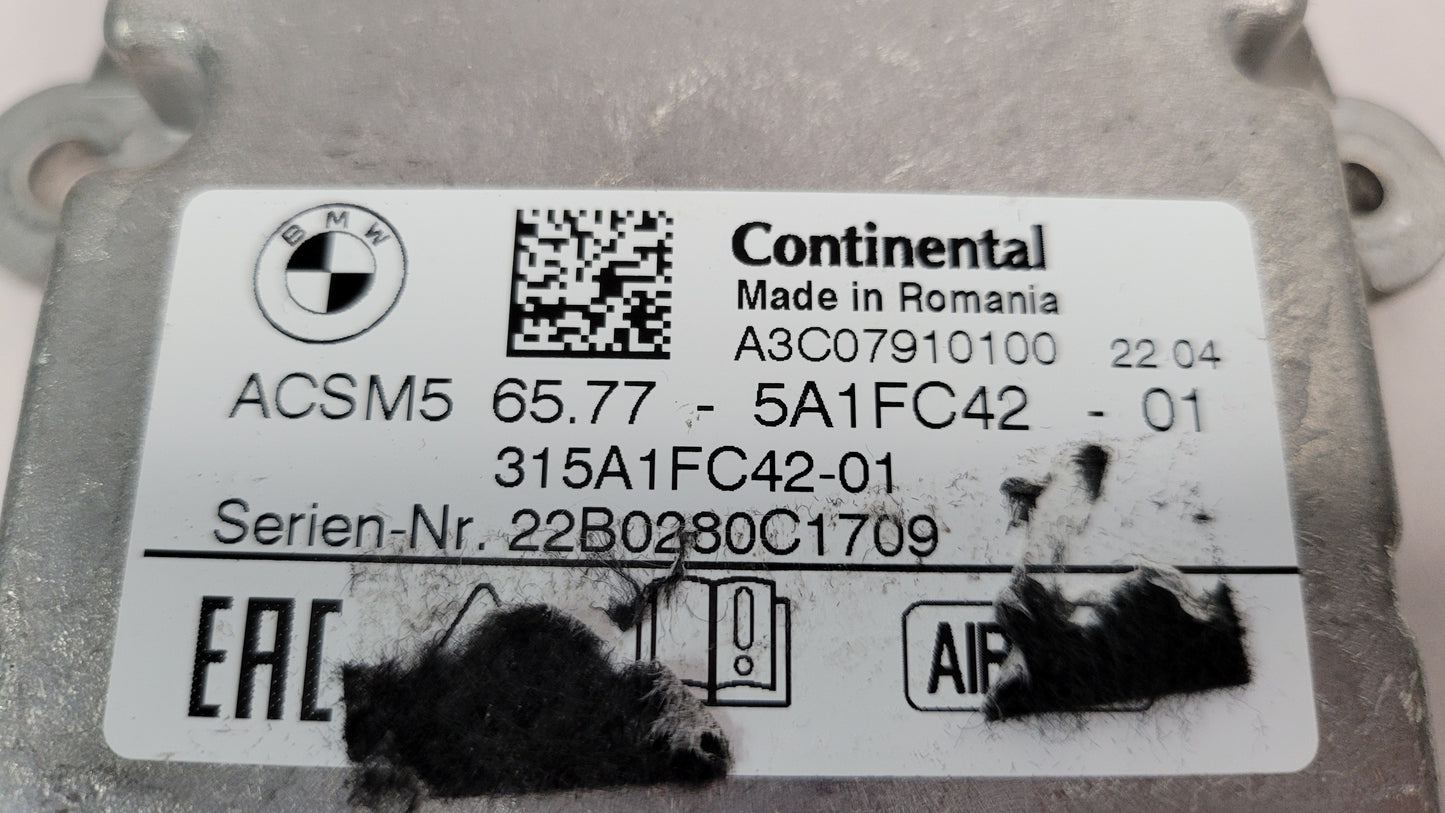 BMW
Continental
Made in Romania
A3C07910100 22 04
ACSM5 65.77 - 5A1FC42 - 01
315A1FC42-01
Serien-Nr. 22B0280C1709
EAC